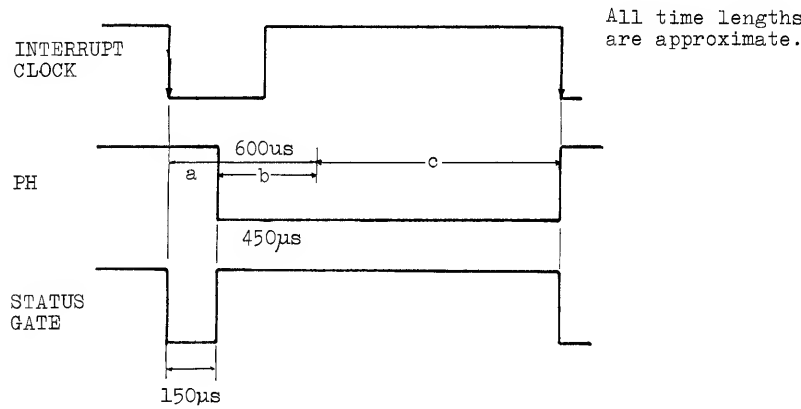 All time lengths
are approximate.
INTERRUPT
CLOCK
600us
a
b
c
PH
450µs
STATUS
GATE
150µs